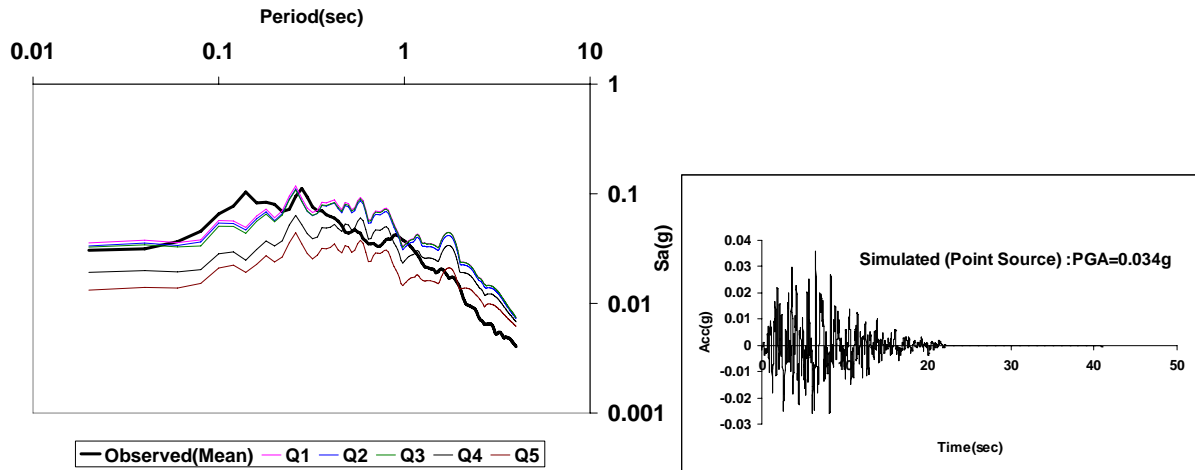 Period(sec)
0.01 0.1 1 10
1
0.1
0.01
0.001
Sa(g)
Observed(Mean) Q1 Q2 Q3 Q4 Q5
0.04
0.03
0.02
0.01
0
-0.01
-0.02
-0.03
Acc(g)
Simulated (Point Source) :PGA=0.034g
0 10 20 30 40 50
Time(sec)